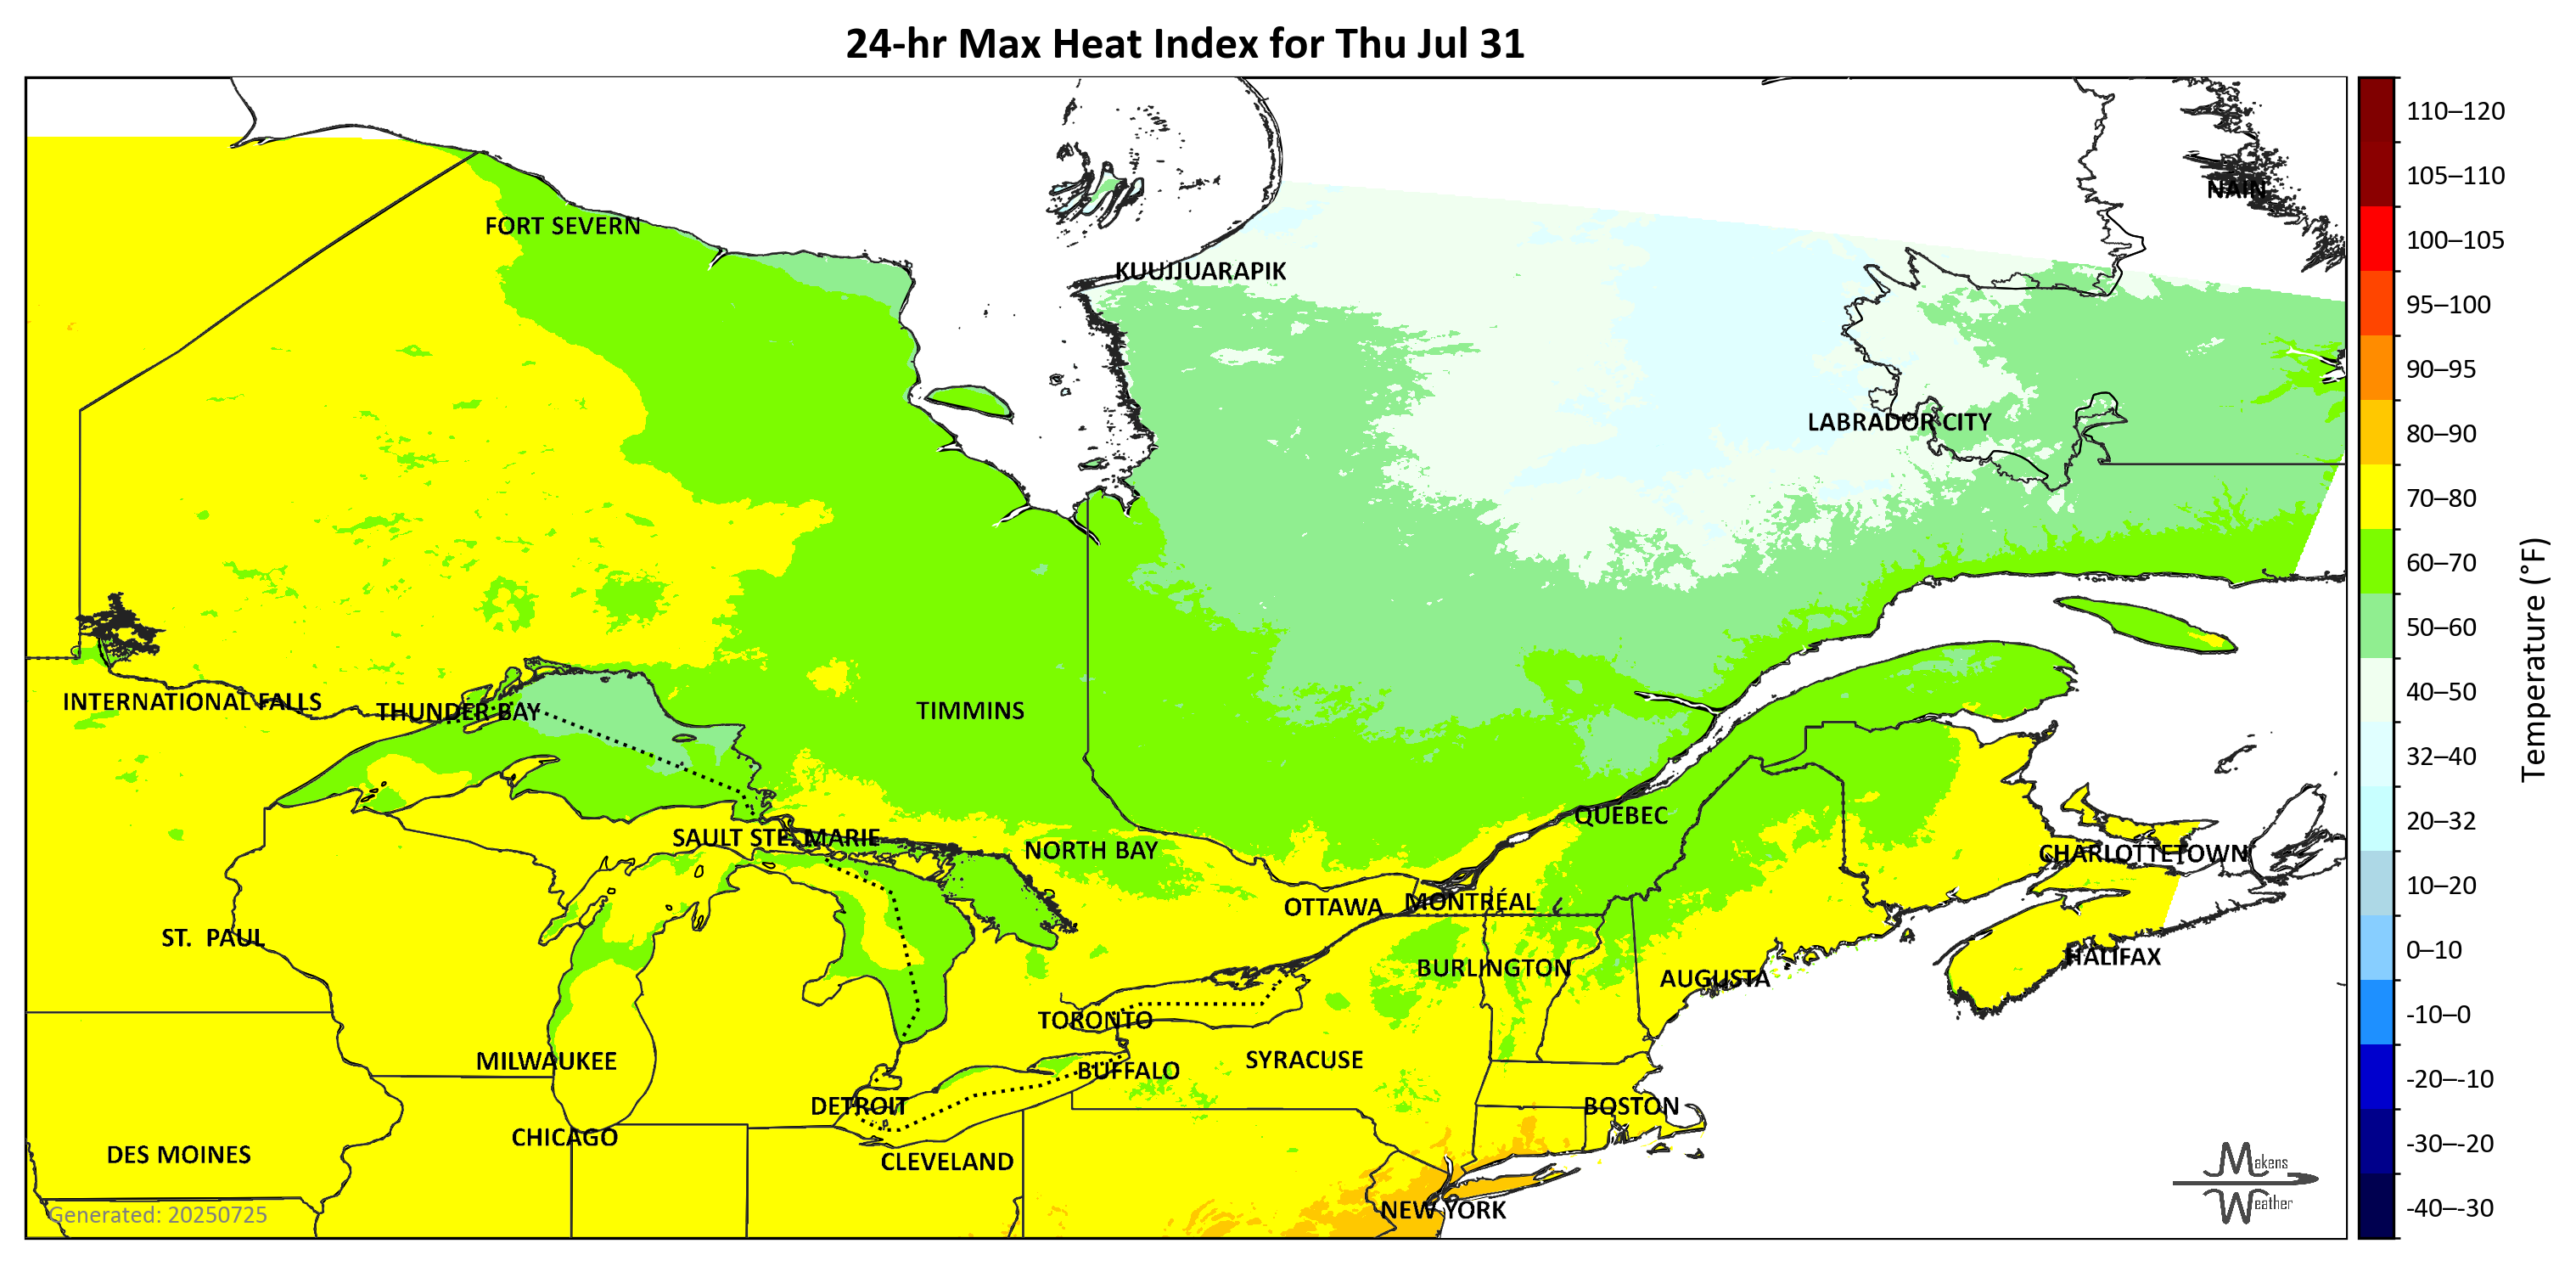 24-hr Max Heat Index for Thu Jul 31
NAIN
FORT SEVERN
KUUJJUARAPIK
LABRADOR CITY
INTERNATIONAL FALLS
THUNDER BAY
TIMMINS
QUÉBEC
SAULT STE. MARIE
NORTH BAY
CHARLOTTETOWN
OTTAWA
MONTRÉAL
ST. PAUL
HALIFAX
BURLINGTON
AUGUSTA
TORONTO
MILWAUKEE
SYRACUSE
BUFFALO
DETROIT
BOSTON
CHICAGO
DES MOINES
CLEVELAND
NEW YORK
Generated: 20250725
Makens
Weather
110–120
105–110
100–105
95–100
90–95
80–90
70–80
60–70
50–60
40–50
32–40
20–32
10–20
0–10
-10–0
-20–-10
-30–-20
-40–-30
Temperature (°F)